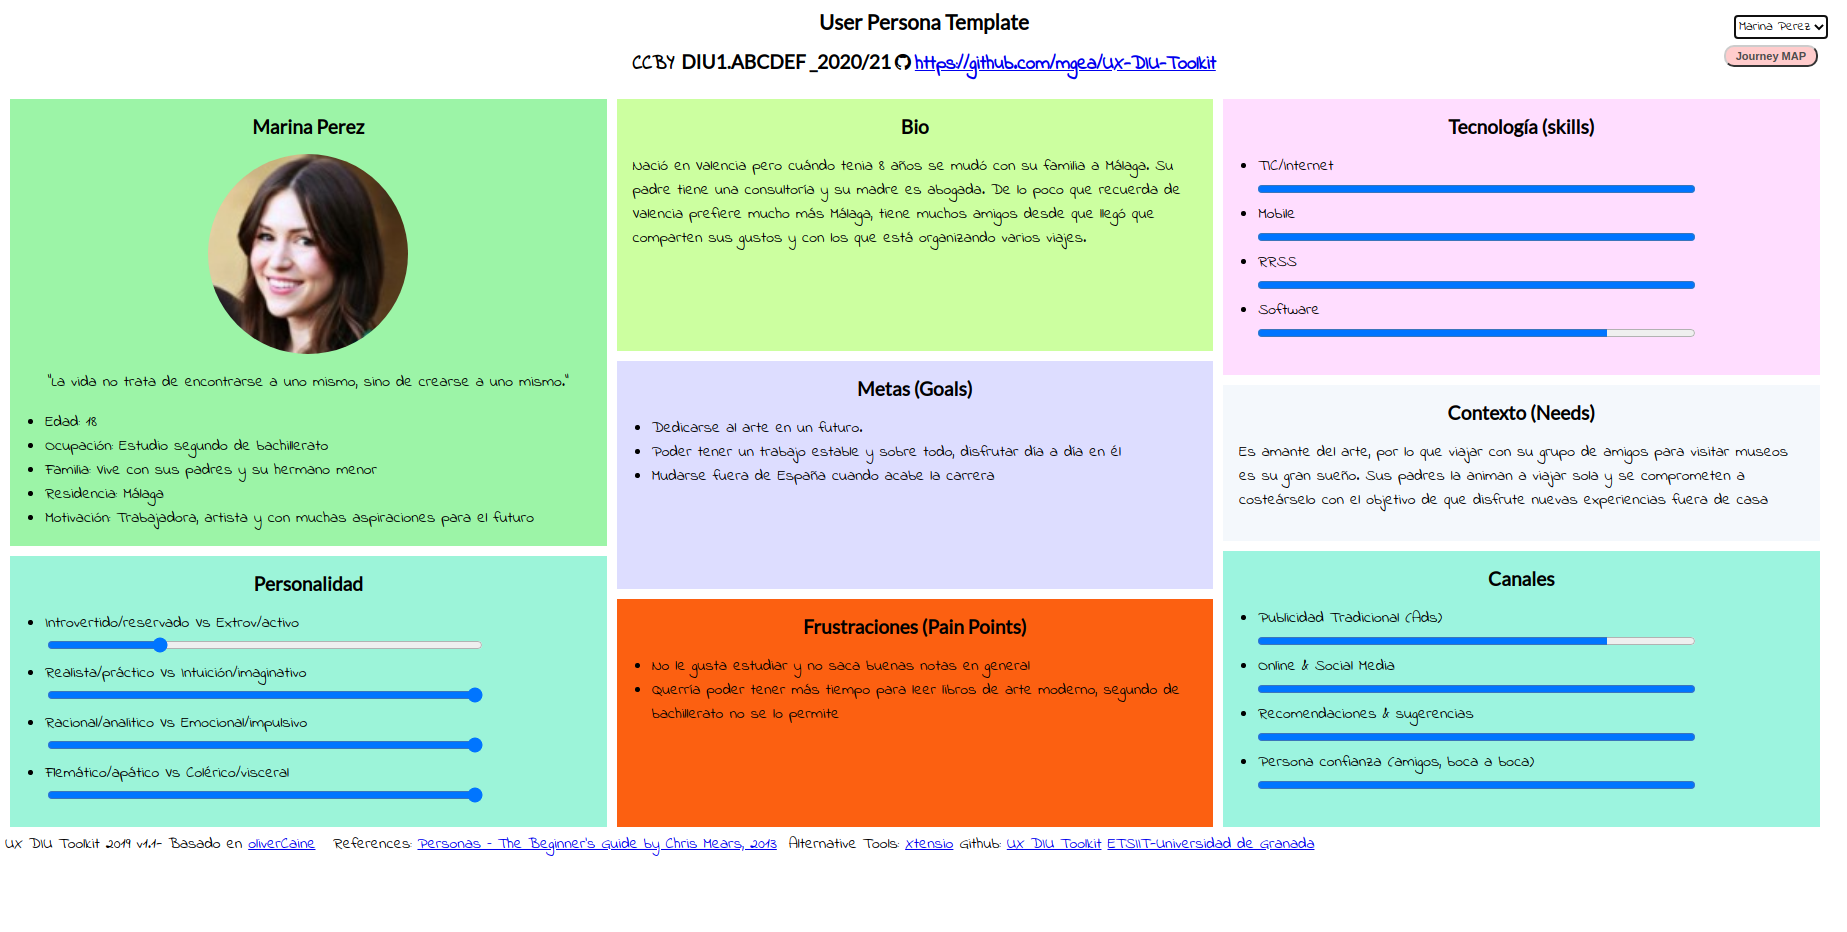 User Persona Template
CCBY DIU1.ABCDEF _2020/21 https://github.com/mgea/UX-DIU-Toolkit
Marina Perez
Journey MAP
Marina Perez
"La vida no trata de encontrarse a uno mismo, sino de crearse a uno mismo."
Edad: 18
Ocupación: Estudio segundo de bachillerato
Familia: Vive con sus padres y su hermano menor
Residencia: Málaga
Motivación: Trabajadora, artista y con muchas aspiraciones para el futuro
Personalidad
Introvertido/reservado Vs Extrov/activo
Realista/práctico Vs Intuición/imaginativo
Racional/analítico Vs Emocional/impulsivo
Flemático/apático Vs Colérico/visceral
Bio
Nació en Valencia pero cuándo tenia 8 años se mudó con su familia a Málaga. Su
padre tiene una consultoría y su madre es abogada. De lo poco que recuerda de
Valencia prefiere mucho más Málaga, tiene muchos amigos desde que llegó que
comparten sus gustos y con los que está organizando varios viajes.
Metas (Goals)
Dedicarse al arte en un futuro.
Poder tener un trabajo estable y sobre todo, disfrutar día a día en él
Mudarse fuera de España cuando acabe la carrera
Frustraciones (Pain Points)
No le gusta estudiar y no saca buenas notas en general
Querría poder tener más tiempo para leer libros de arte moderno, segundo de
bachillerato no se lo permite
Tecnología (skills)
TIC/internet
Mobile
RRSS
Software
Contexto (Needs)
Es amante del arte, por lo que viajar con su grupo de amigos para visitar museos
es su gran sueño. Sus padres la animan a viajar sola y se comprometen a
costeárselo con el objetivo de que disfrute nuevas experiencias fuera de casa
Canales
Publicidad Tradicional (Ads)
Online & Social Media
Recomendaciones & sugerencias
Persona confianza (amigos, boca a boca)
UX DIU Toolkit 2019 v1.1- Basado en oliverCaine References: Personas - The Beginner's Guide by Chris Mears, 2013 Alternative Tools: Xtensio Github: UX DIU Toolkit ETSIIT-Universidad de Granada